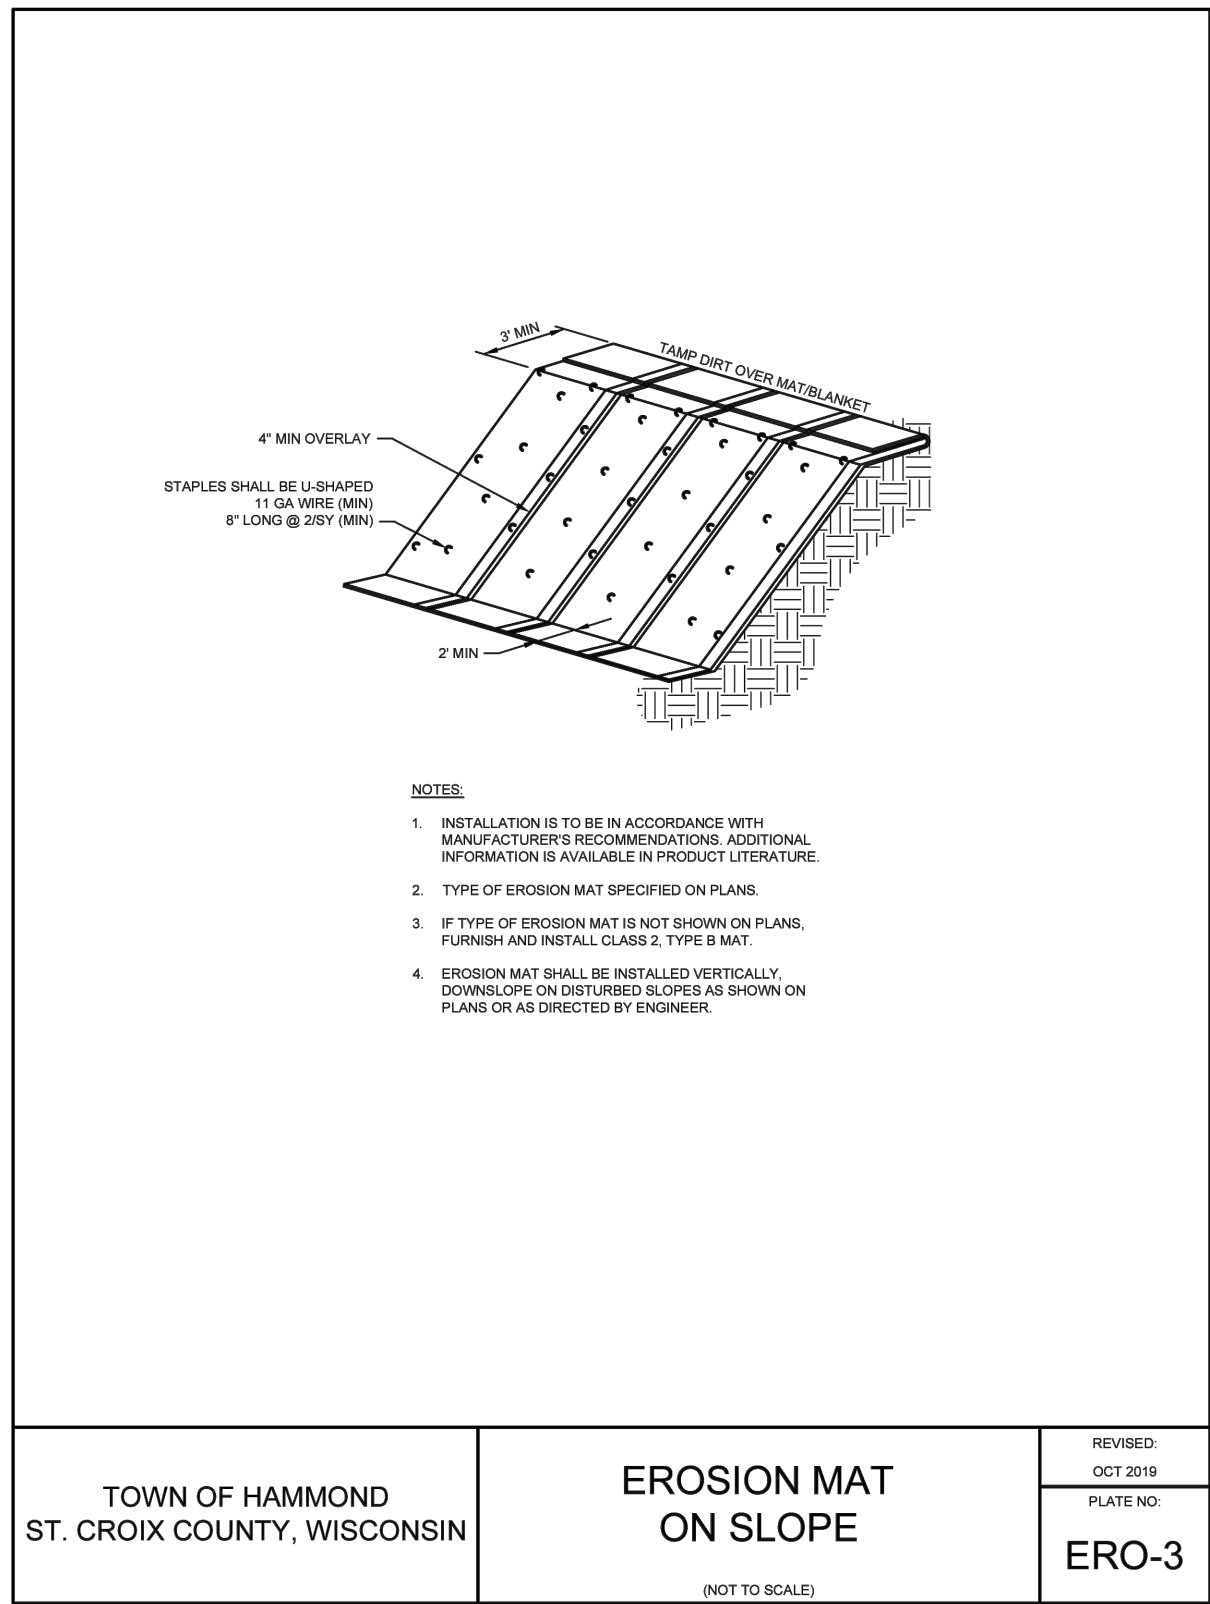 3' MIN
TAMP DIRT OVER MAT/BLANKET
4" MIN OVERLAY
STAPLES SHALL BE U-SHAPED
11 GA WIRE (MIN)
8" LONG @ 2/SY (MIN)
2' MIN
NOTES:
1. INSTALLATION IS TO BE IN ACCORDANCE WITH
MANUFACTURER'S RECOMMENDATIONS. ADDITIONAL
INFORMATION IS AVAILABLE IN PRODUCT LITERATURE.
2. TYPE OF EROSION MAT SPECIFIED ON PLANS.
3. IF TYPE OF EROSION MAT IS NOT SHOWN ON PLANS,
FURNISH AND INSTALL CLASS 2, TYPE B MAT.
4. EROSION MAT SHALL BE INSTALLED VERTICALLY,
DOWNSLOPE ON DISTURBED SLOPES AS SHOWN ON
PLANS OR AS DIRECTED BY ENGINEER.
TOWN OF HAMMOND
ST. CROIX COUNTY, WISCONSIN
EROSION MAT
ON SLOPE
(NOT TO SCALE)
REVISED:
OCT 2019
PLATE NO:
ERO-3